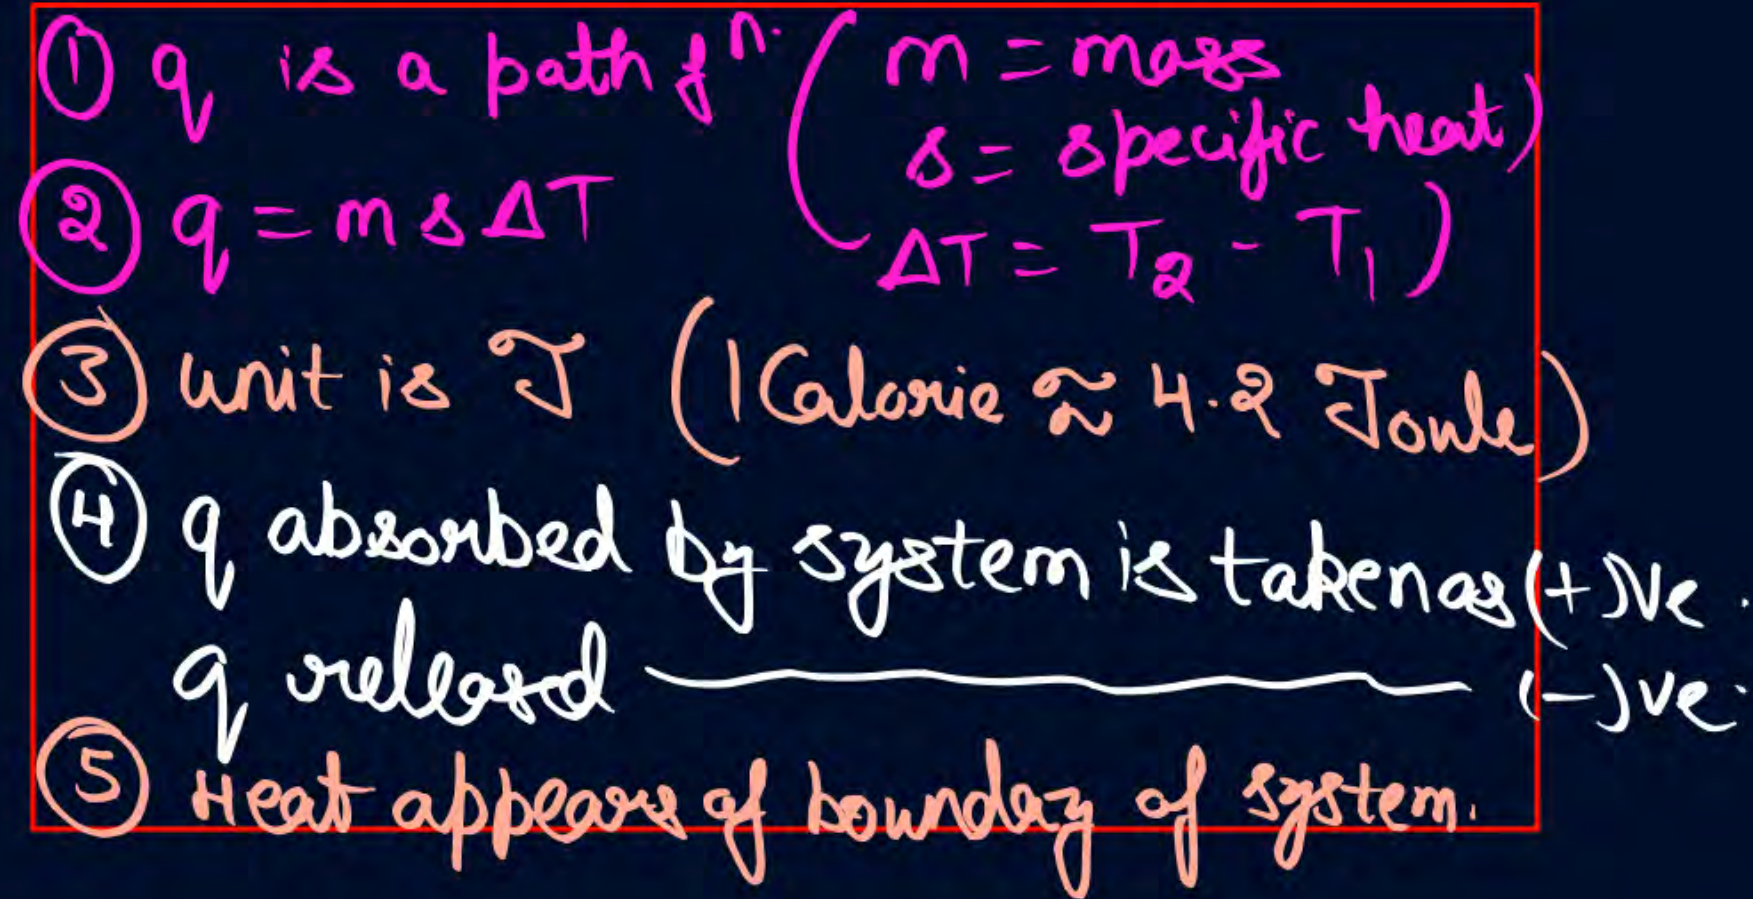 ① q is a path fⁿ. ( m = mass
s = specific heat)
② q = m s ΔT
ΔT = T₂ - T₁ )
③ unit is J (1 Calorie ≈ 4.2 Joule)
④ q absorbed by system is taken as (+)ve.
q released ——— (-)ve.
⑤ Heat appears of boundary of system.